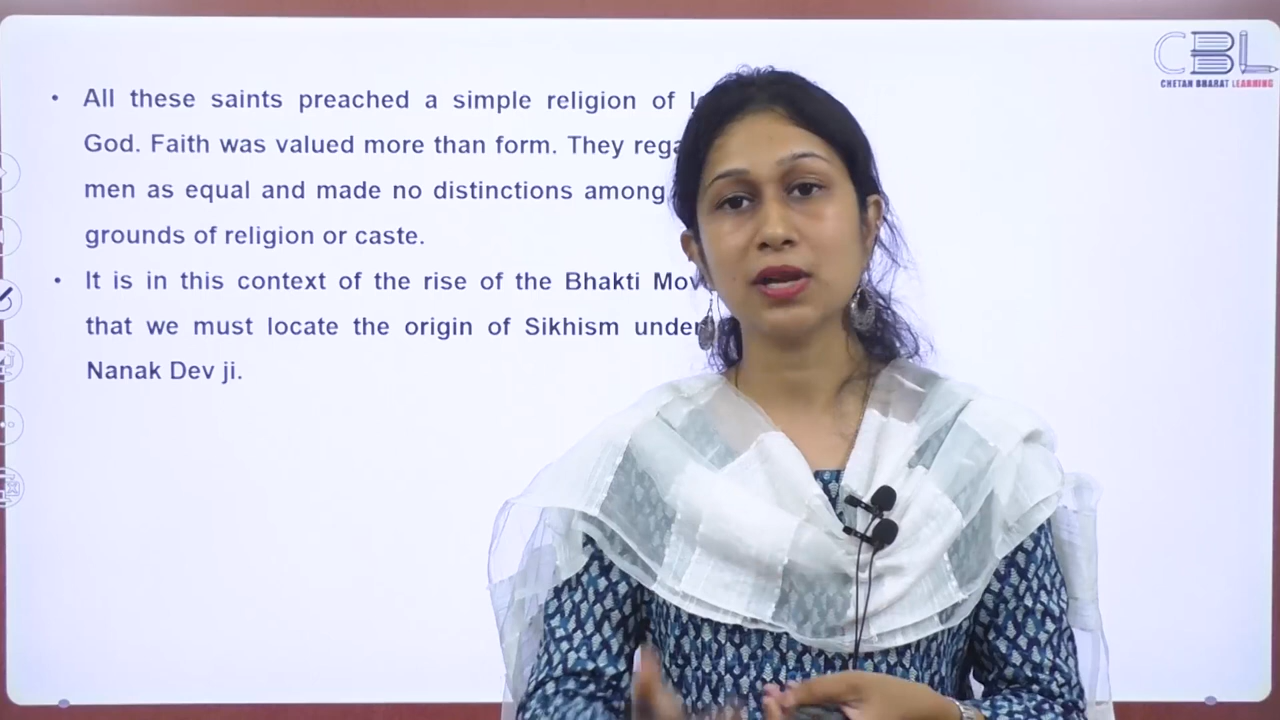 CBL
CHETAN BHARAT LEARNING
• All these saints preached a simple religion of
God. Faith was valued more than form. They
men as equal and made no distinctions among
grounds of religion or caste.
• It is in this context of the rise of the Bhakti
that we must locate the origin of Sikhism under
Nanak Dev ji.